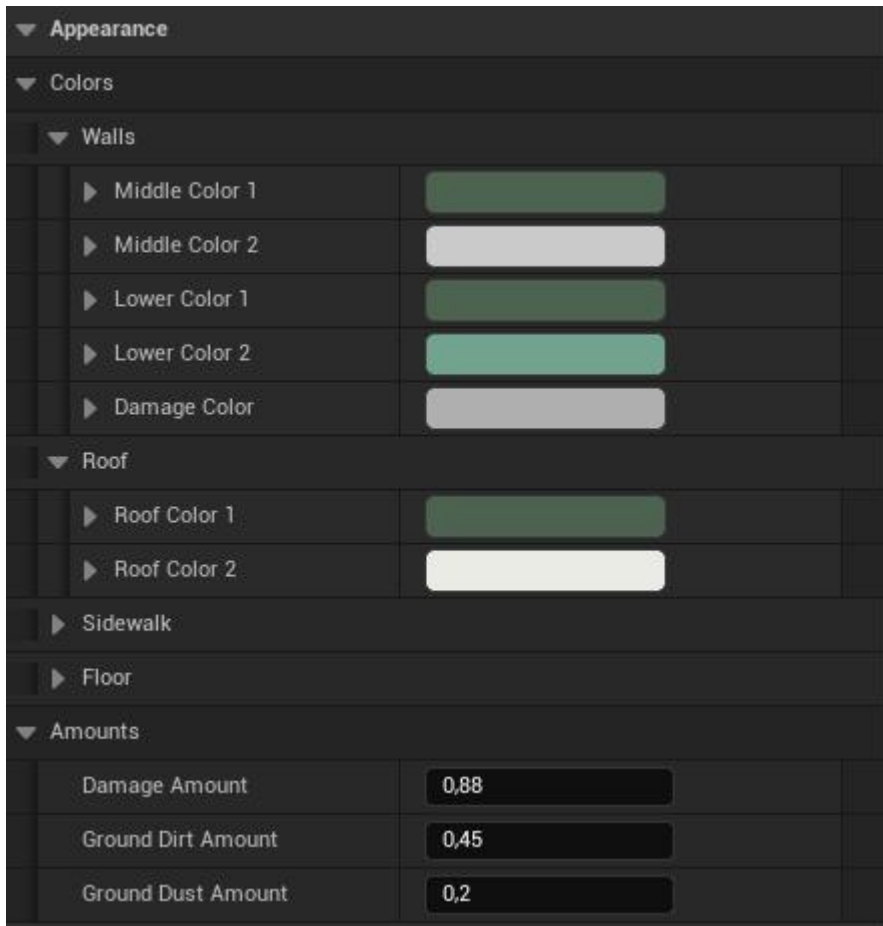 Appearance
Colors
Walls
Middle Color 1
Middle Color 2
Lower Color 1
Lower Color 2
Damage Color
Roof
Roof Color 1
Roof Color 2
Sidewalk
Floor
Amounts
Damage Amount 0,88
Ground Dirt Amount 0,45
Ground Dust Amount 0,2